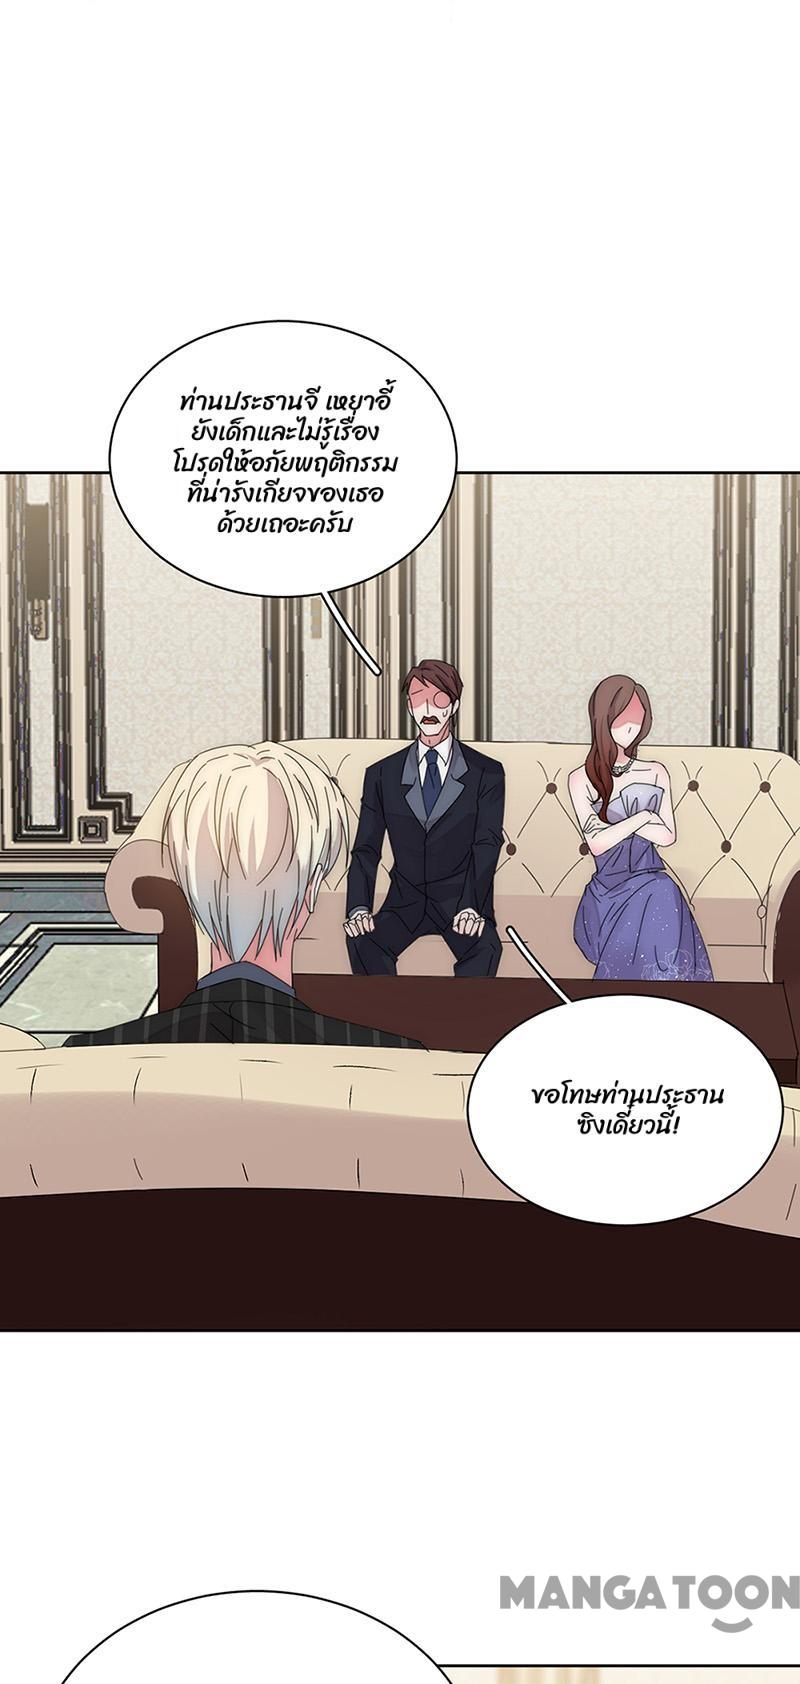 ท่านประธานจี เหยาอี้
ยังเด็กและไม่รู้เรื่อง
โปรดให้อภัยพฤติกรรม
ที่น่ารังเกียจของเธอ
ด้วยเถอะครับ
ขอโทษท่านประธาน
ซิงเดี๋ยวนี้!
MANGATOON